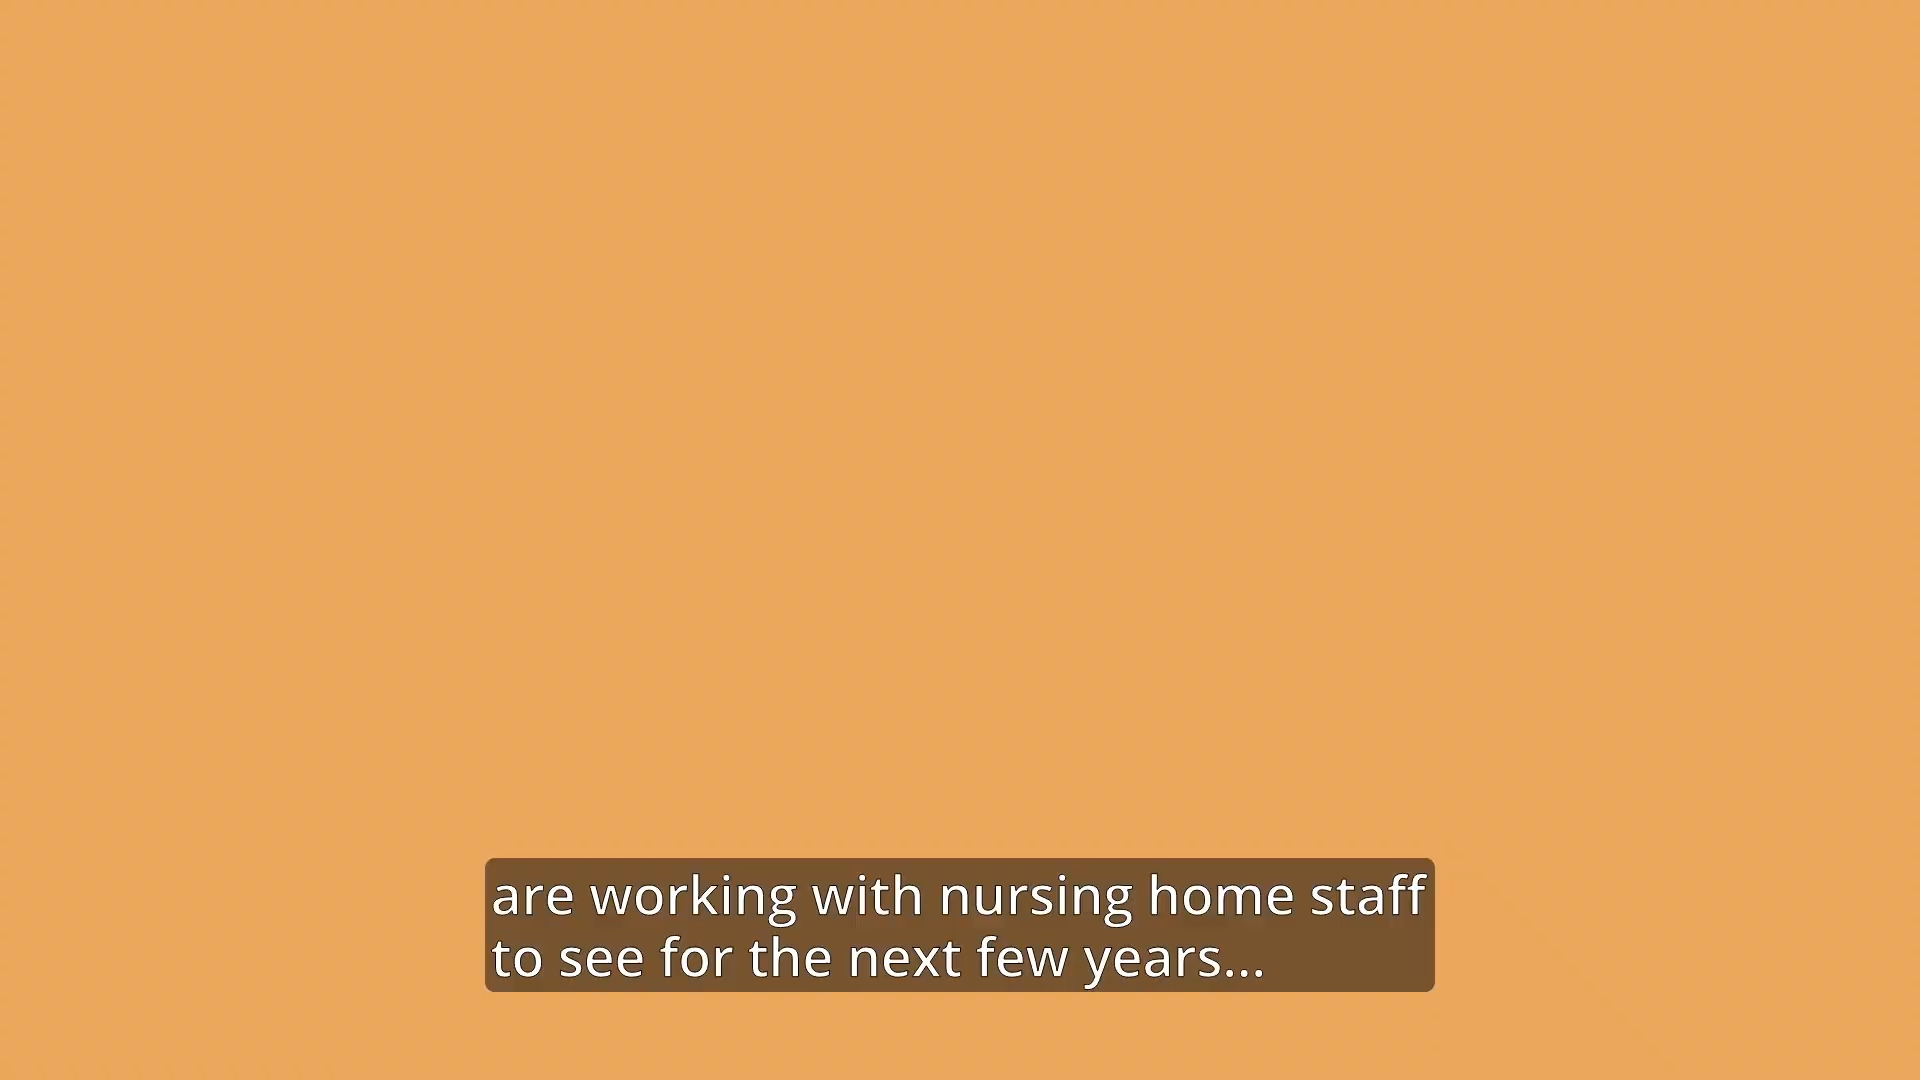 are working with nursing home staff
to see for the next few years...